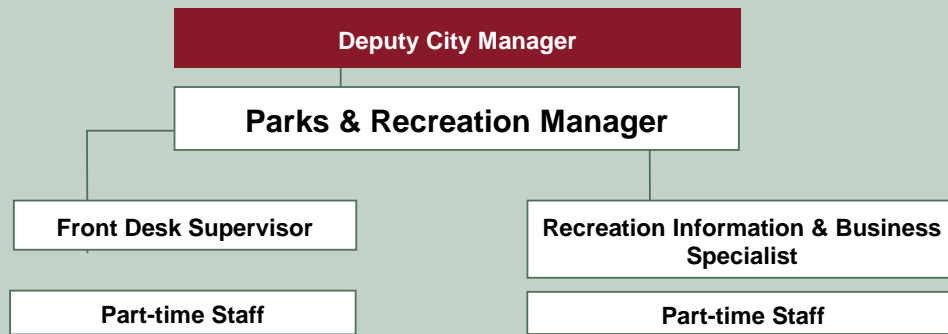 Deputy City Manager
Parks & Recreation Manager
Front Desk Supervisor
Recreation Information & Business
Specialist
Part-time Staff
Part-time Staff